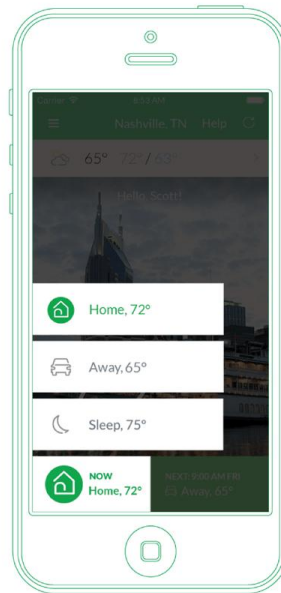 Carrier 8:53 AM
Nashville, TN Help
65° 72°/ 63°
Hello, Scott!
Home, 72°
Away, 65°
Sleep, 75°
NOW
Home, 72°
NEXT: 9:00 AM FRI
Away, 65°